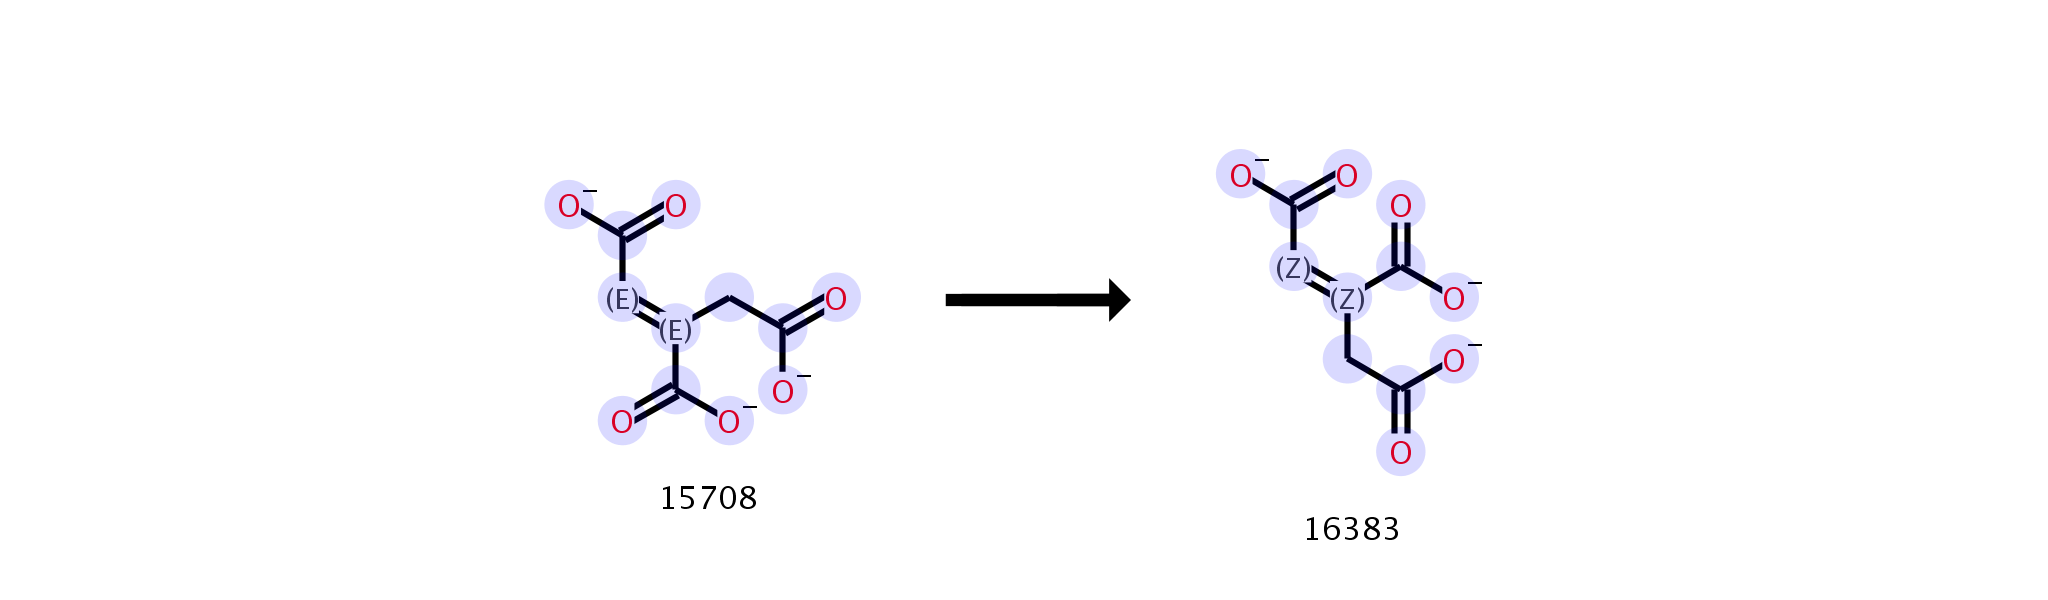 O⁻ O
O⁻ O O
(E) (E) O
(Z) (Z) O⁻
O⁻ O⁻
O O⁻ O
15708
16383